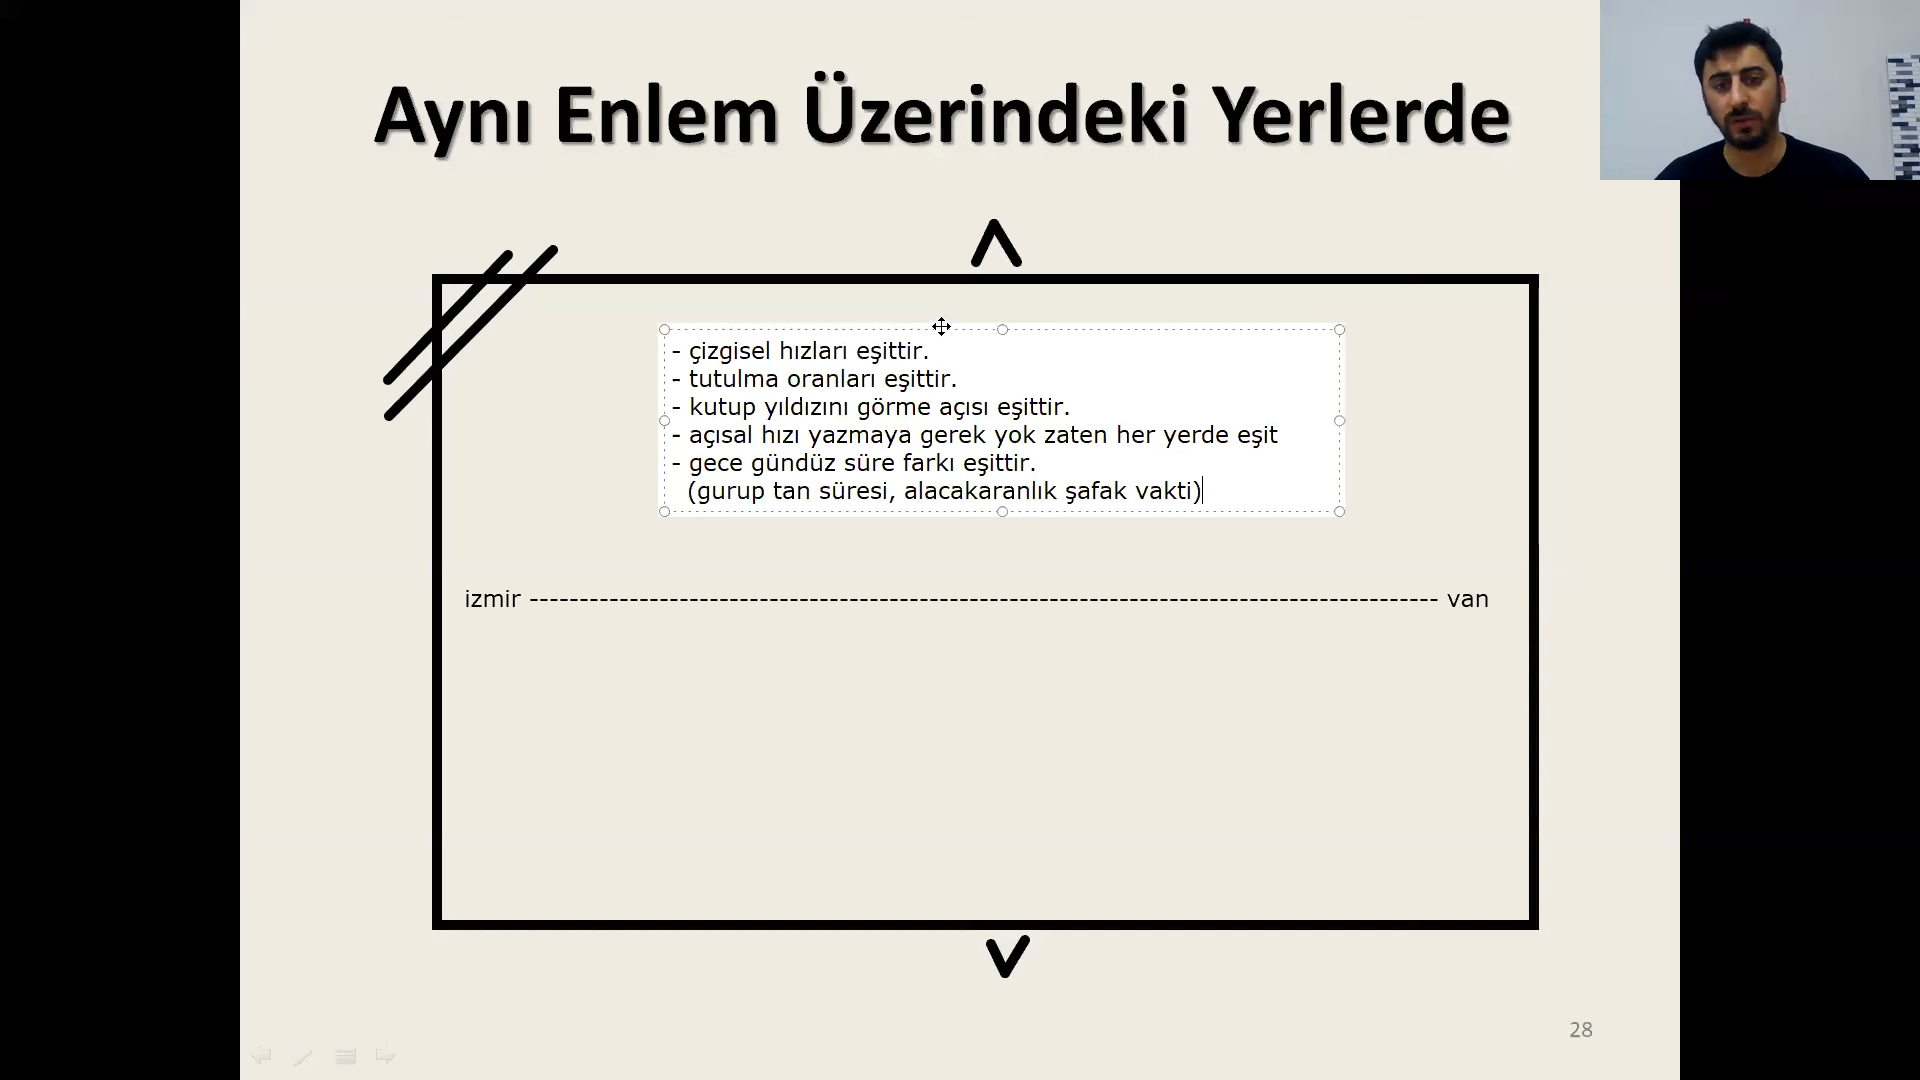 Aynı Enlem Üzerindeki Yerlerde
- çizgisel hızları eşittir.
- tutulma oranları eşittir.
- kutup yıldızını görme açısı eşittir.
- açısal hızı yazmaya gerek yok zaten her yerde eşit
- gece gündüz süre farkı eşittir.
(gurup tan süresi, alacakaranlık şafak vakti)
izmir ------------------------------------------------------------------------------------------- van
28